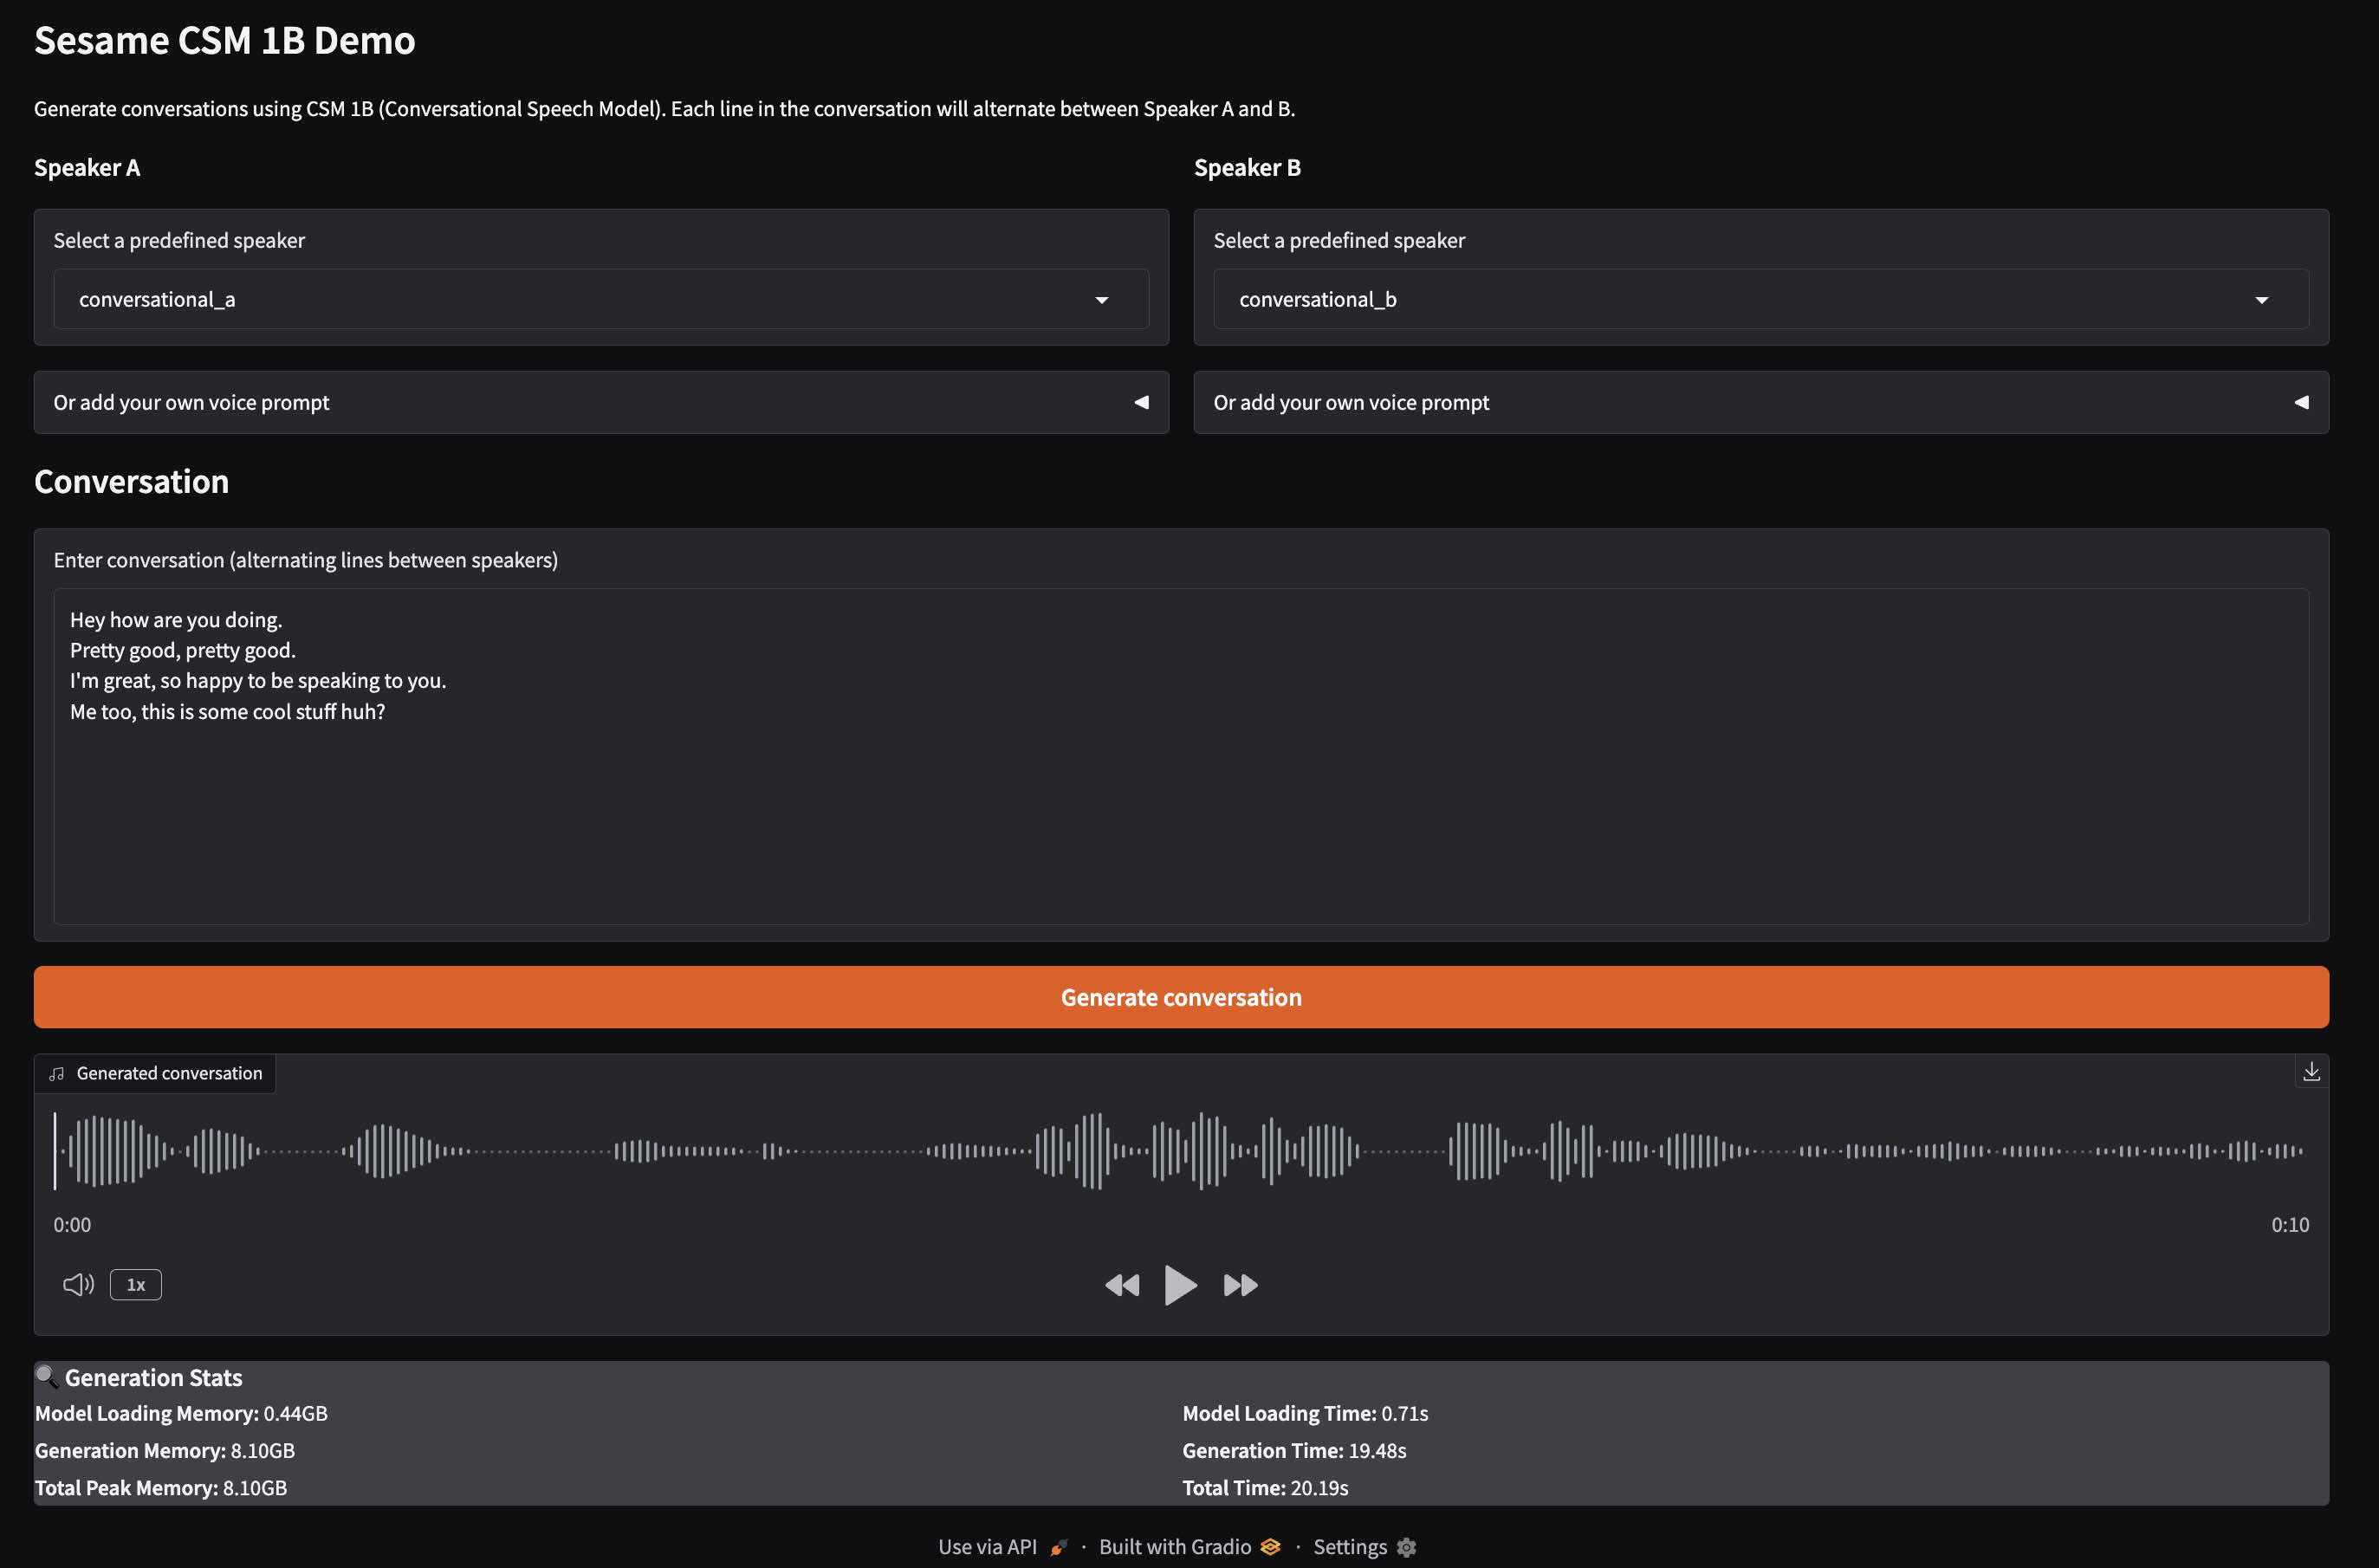 Sesame CSM 1B Demo
Generate conversations using CSM 1B (Conversational Speech Model). Each line in the conversation will alternate between Speaker A and B.
Speaker A
Select a predefined speaker
conversational_a
Or add your own voice prompt
Speaker B
Select a predefined speaker
conversational_b
Or add your own voice prompt
Conversation
Enter conversation (alternating lines between speakers)
Hey how are you doing.
Pretty good, pretty good.
I'm great, so happy to be speaking to you.
Me too, this is some cool stuff huh?
Generate conversation
Generated conversation
0:00
0:10
1x
Generation Stats
Model Loading Memory: 0.44GB
Model Loading Time: 0.71s
Generation Memory: 8.10GB
Generation Time: 19.48s
Total Peak Memory: 8.10GB
Total Time: 20.19s
Use via API · Built with Gradio · Settings